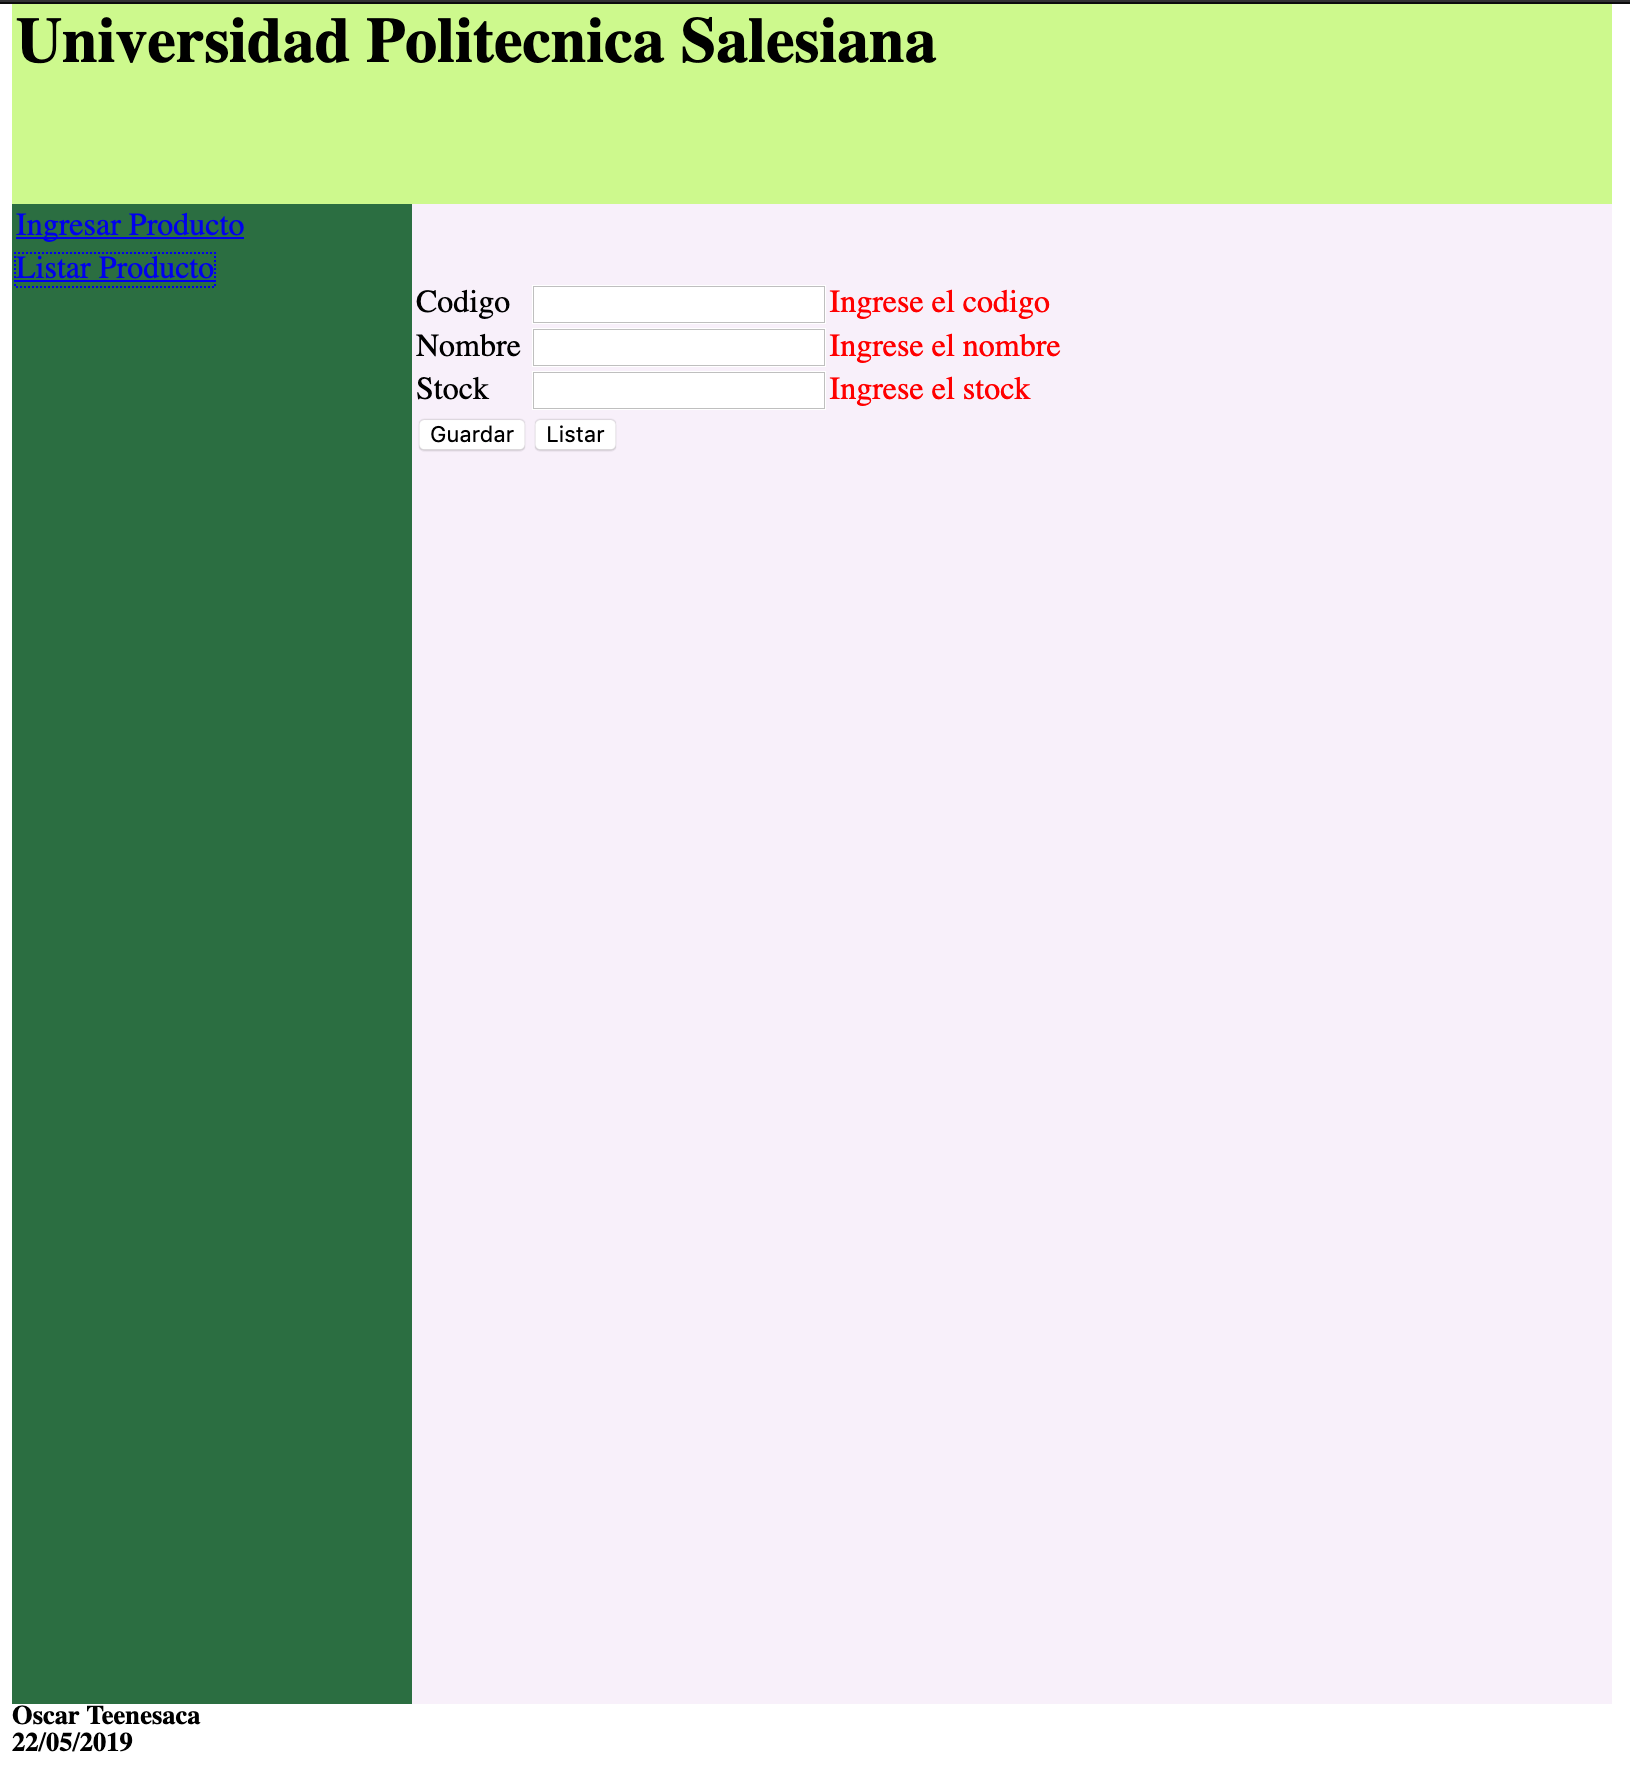 Universidad Politecnica Salesiana
Ingresar Producto
Listar Producto
Codigo Ingrese el codigo
Nombre Ingrese el nombre
Stock Ingrese el stock
Guardar Listar
Oscar Teenesaca
22/05/2019